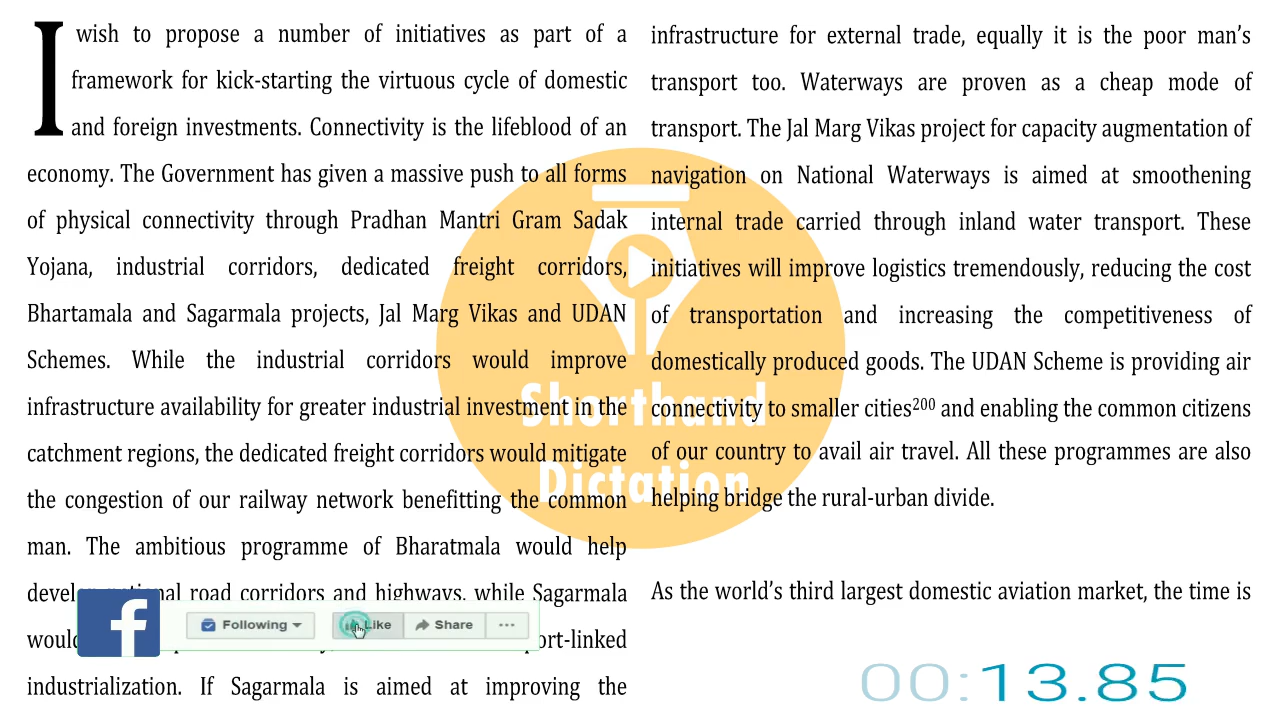 I wish to propose a number of initiatives as part of a
framework for kick-starting the virtuous cycle of domestic
and foreign investments. Connectivity is the lifeblood of an
economy. The Government has given a massive push to all forms
of physical connectivity through Pradhan Mantri Gram Sadak
Yojana, industrial corridors, dedicated freight corridors,
Bhartamala and Sagarmala projects, Jal Marg Vikas and UDAN
Schemes. While the industrial corridors would improve
infrastructure availability for greater industrial investment in the
catchment regions, the dedicated freight corridors would mitigate
the congestion of our railway network benefitting the common
man. The ambitious programme of Bharatmala would help
road corridors and highways, while Sagarmala
industrialization. If Sagarmala is aimed at improving the
infrastructure for external trade, equally it is the poor man’s
transport too. Waterways are proven as a cheap mode of
transport. The Jal Marg Vikas project for capacity augmentation of
navigation on National Waterways is aimed at smoothening
internal trade carried through inland water transport. These
initiatives will improve logistics tremendously, reducing the cost
of transportation and increasing the competitiveness of
domestically produced goods. The UDAN Scheme is providing air
connectivity to smaller cities200 and enabling the common citizens
of our country to avail air travel. All these programmes are also
helping bridge the rural-urban divide.
As the world’s third largest domestic aviation market, the time is
Shorthand
Dictation
f
Following
Like
Share
00:13.85